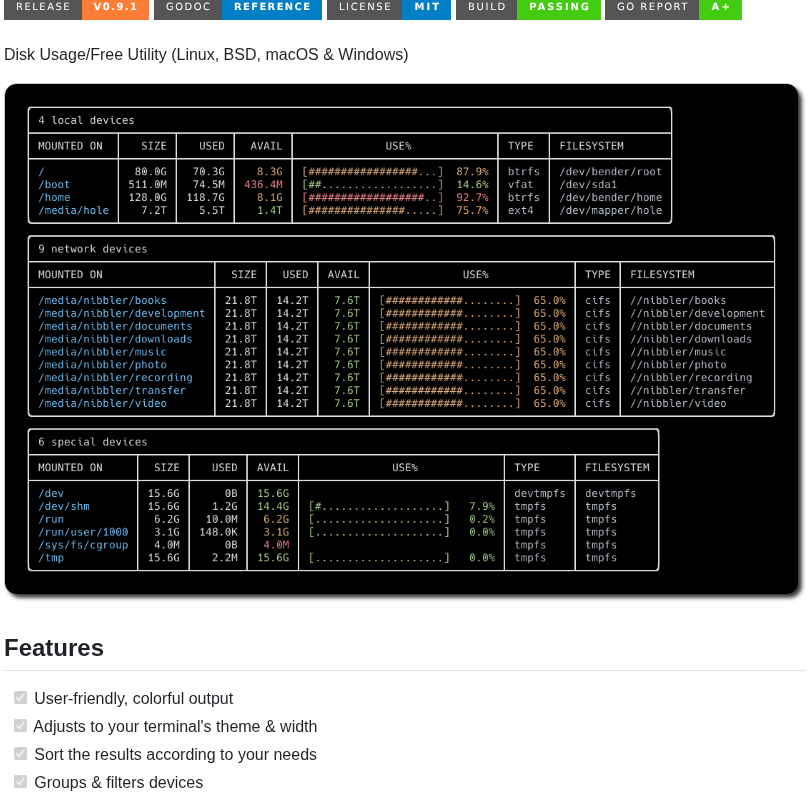 RELEASE V0.9.1 GODOC REFERENCE LICENSE MIT BUILD PASSING GO REPORT A+
Disk Usage/Free Utility (Linux, BSD, macOS & Windows)
4 local devices
MOUNTED ON SIZE USED AVAIL USE% TYPE FILESYSTEM
/ 80.0G 70.3G 8.3G [#################...] 87.9% btrfs /dev/bender/root
/boot 511.0M 74.5M 436.4M [##..................] 14.6% vfat /dev/sda1
/home 128.0G 118.7G 8.1G [##################..] 92.7% btrfs /dev/bender/home
/media/hole 7.2T 5.5T 1.4T [###############.....] 75.7% ext4 /dev/mapper/hole
9 network devices
MOUNTED ON SIZE USED AVAIL USE% TYPE FILESYSTEM
/media/nibbler/books 21.8T 14.2T 7.6T [############........] 65.0% cifs //nibbler/books
/media/nibbler/development 21.8T 14.2T 7.6T [############........] 65.0% cifs //nibbler/development
/media/nibbler/documents 21.8T 14.2T 7.6T [############........] 65.0% cifs //nibbler/documents
/media/nibbler/downloads 21.8T 14.2T 7.6T [############........] 65.0% cifs //nibbler/downloads
/media/nibbler/music 21.8T 14.2T 7.6T [############........] 65.0% cifs //nibbler/music
/media/nibbler/photo 21.8T 14.2T 7.6T [############........] 65.0% cifs //nibbler/photo
/media/nibbler/recording 21.8T 14.2T 7.6T [############........] 65.0% cifs //nibbler/recording
/media/nibbler/transfer 21.8T 14.2T 7.6T [############........] 65.0% cifs //nibbler/transfer
/media/nibbler/video 21.8T 14.2T 7.6T [############........] 65.0% cifs //nibbler/video
6 special devices
MOUNTED ON SIZE USED AVAIL USE% TYPE FILESYSTEM
/dev 15.6G 0B 15.6G devtmpfs devtmpfs
/dev/shm 15.6G 1.2G 14.4G [#...................] 7.9% tmpfs tmpfs
/run 6.2G 10.0M 6.2G [....................] 0.2% tmpfs tmpfs
/run/user/1000 3.1G 148.0K 3.1G [....................] 0.0% tmpfs tmpfs
/sys/fs/cgroup 4.0M 0B 4.0M tmpfs tmpfs
/tmp 15.6G 2.2M 15.6G [....................] 0.0% tmpfs tmpfs
Features
User-friendly, colorful output
Adjusts to your terminal's theme & width
Sort the results according to your needs
Groups & filters devices